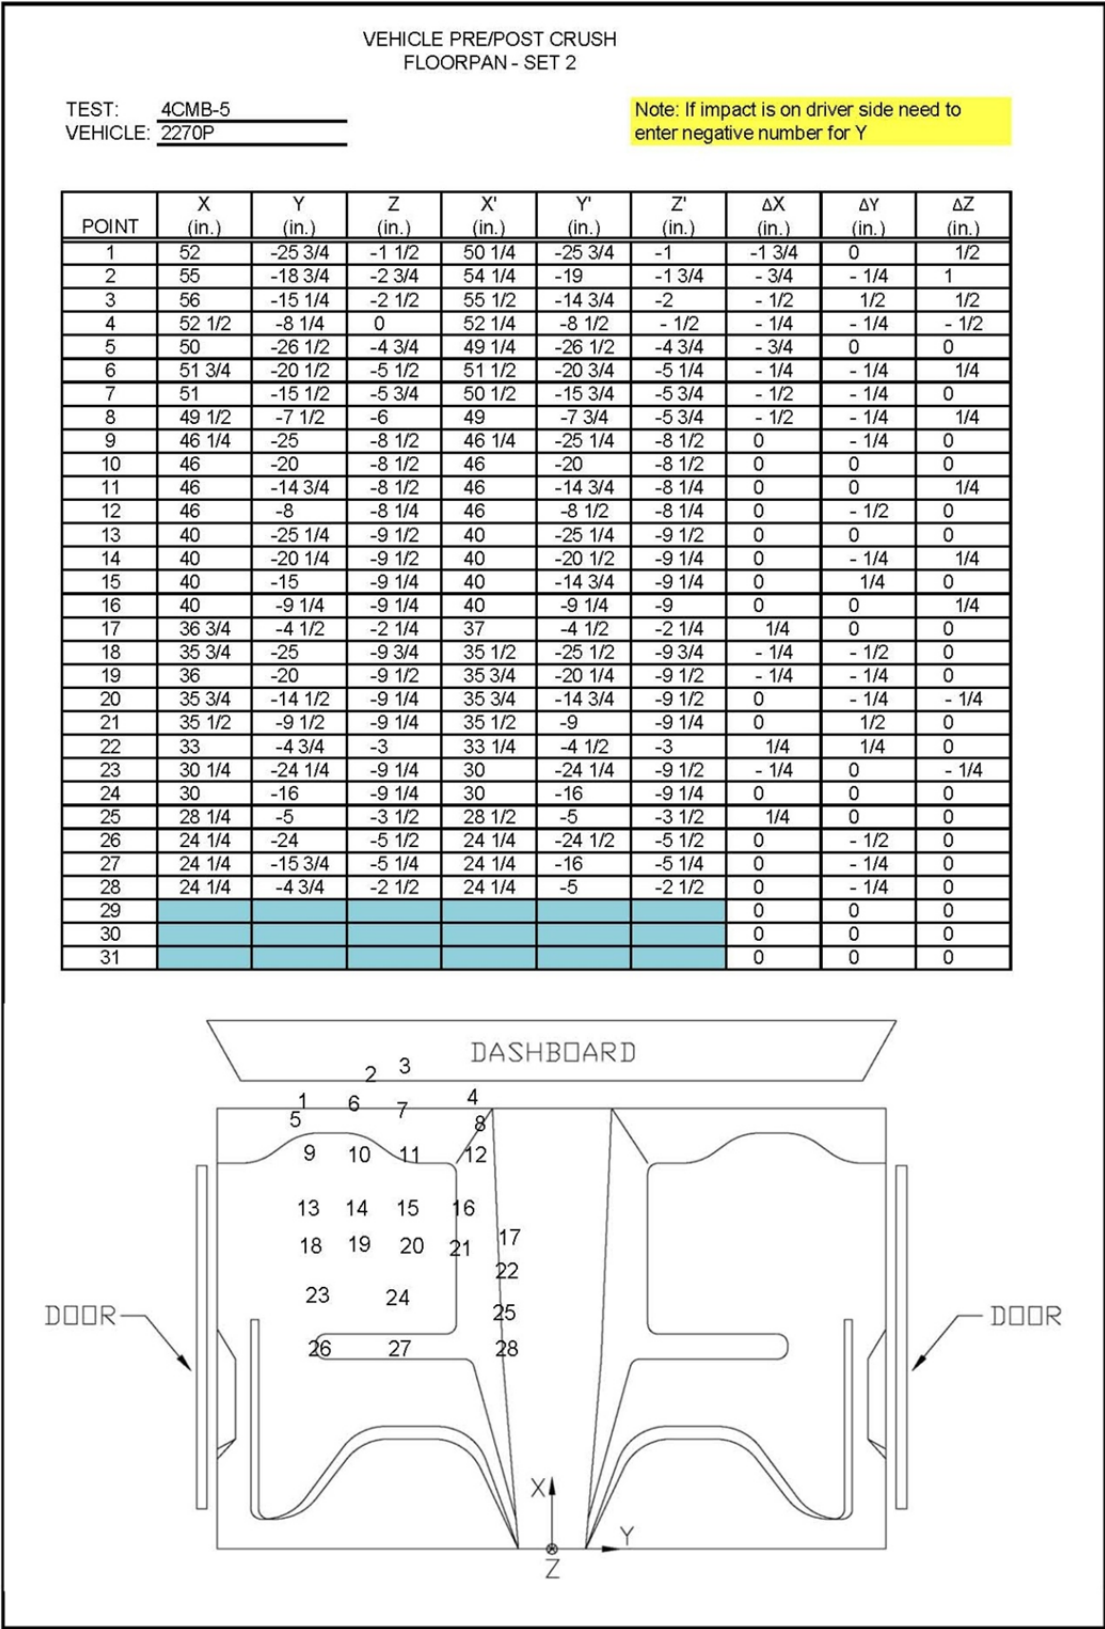 VEHICLE PRE/POST CRUSH
FLOORPAN - SET 2
TEST: 4CMB-5
VEHICLE: 2270P
Note: If impact is on driver side need to
enter negative number for Y
POINT X (in.) Y (in.) Z (in.) X' (in.) Y' (in.) Z' (in.) ΔX (in.) ΔY (in.) ΔZ (in.)
1 52 -25 3/4 -1 1/2 50 1/4 -25 3/4 -1 -1 3/4 0 1/2
2 55 -18 3/4 -2 3/4 54 1/4 -19 -1 3/4 - 3/4 - 1/4 1
3 56 -15 1/4 -2 1/2 55 1/2 -14 3/4 -2 - 1/2 1/2 1/2
4 52 1/2 -8 1/4 0 52 1/4 -8 1/2 - 1/2 - 1/4 - 1/4 - 1/2
5 50 -26 1/2 -4 3/4 49 1/4 -26 1/2 -4 3/4 - 3/4 0 0
6 51 3/4 -20 1/2 -5 1/2 51 1/2 -20 3/4 -5 1/4 - 1/4 - 1/4 1/4
7 51 -15 1/2 -5 3/4 50 1/2 -15 3/4 -5 3/4 - 1/2 - 1/4 0
8 49 1/2 -7 1/2 -6 49 -7 3/4 -5 3/4 - 1/2 - 1/4 1/4
9 46 1/4 -25 -8 1/2 46 1/4 -25 1/4 -8 1/2 0 - 1/4 0
10 46 -20 -8 1/2 46 -20 -8 1/2 0 0 0
11 46 -14 3/4 -8 1/2 46 -14 3/4 -8 1/4 0 0 1/4
12 46 -8 -8 1/4 46 -8 1/2 -8 1/4 0 - 1/2 0
13 40 -25 1/4 -9 1/2 40 -25 1/4 -9 1/2 0 0 0
14 40 -20 1/4 -9 1/2 40 -20 1/2 -9 1/4 0 - 1/4 1/4
15 40 -15 -9 1/4 40 -14 3/4 -9 1/4 0 1/4 0
16 40 -9 1/4 -9 1/4 40 -9 1/4 -9 0 0 1/4
17 36 3/4 -4 1/2 -2 1/4 37 -4 1/2 -2 1/4 1/4 0 0
18 35 3/4 -25 -9 3/4 35 1/2 -25 1/2 -9 3/4 - 1/4 - 1/2 0
19 36 -20 -9 1/2 35 3/4 -20 1/4 -9 1/2 - 1/4 - 1/4 0
20 35 3/4 -14 1/2 -9 1/4 35 3/4 -14 3/4 -9 1/2 0 - 1/4 - 1/4
21 35 1/2 -9 1/2 -9 1/4 35 1/2 -9 -9 1/4 0 1/2 0
22 33 -4 3/4 -3 33 1/4 -4 1/2 -3 1/4 1/4 0
23 30 1/4 -24 1/4 -9 1/4 30 -24 1/4 -9 1/2 - 1/4 0 - 1/4
24 30 -16 -9 1/4 30 -16 -9 1/4 0 0 0
25 28 1/4 -5 -3 1/2 28 1/2 -5 -3 1/2 1/4 0 0
26 24 1/4 -24 -5 1/2 24 1/4 -24 1/2 -5 1/2 0 - 1/2 0
27 24 1/4 -15 3/4 -5 1/4 24 1/4 -16 -5 1/4 0 - 1/4 0
28 24 1/4 -4 3/4 -2 1/2 24 1/4 -5 -2 1/2 0 - 1/4 0
29 0 0 0
30 0 0 0
31 0 0 0
DASHBOARD
2 3
1 6 7 4
5 8
9 10 11 12
13 14 15 16
17
18 19 20 21
22
23 24
25
DOOR
DOOR
26 27 28
X
Y
Z